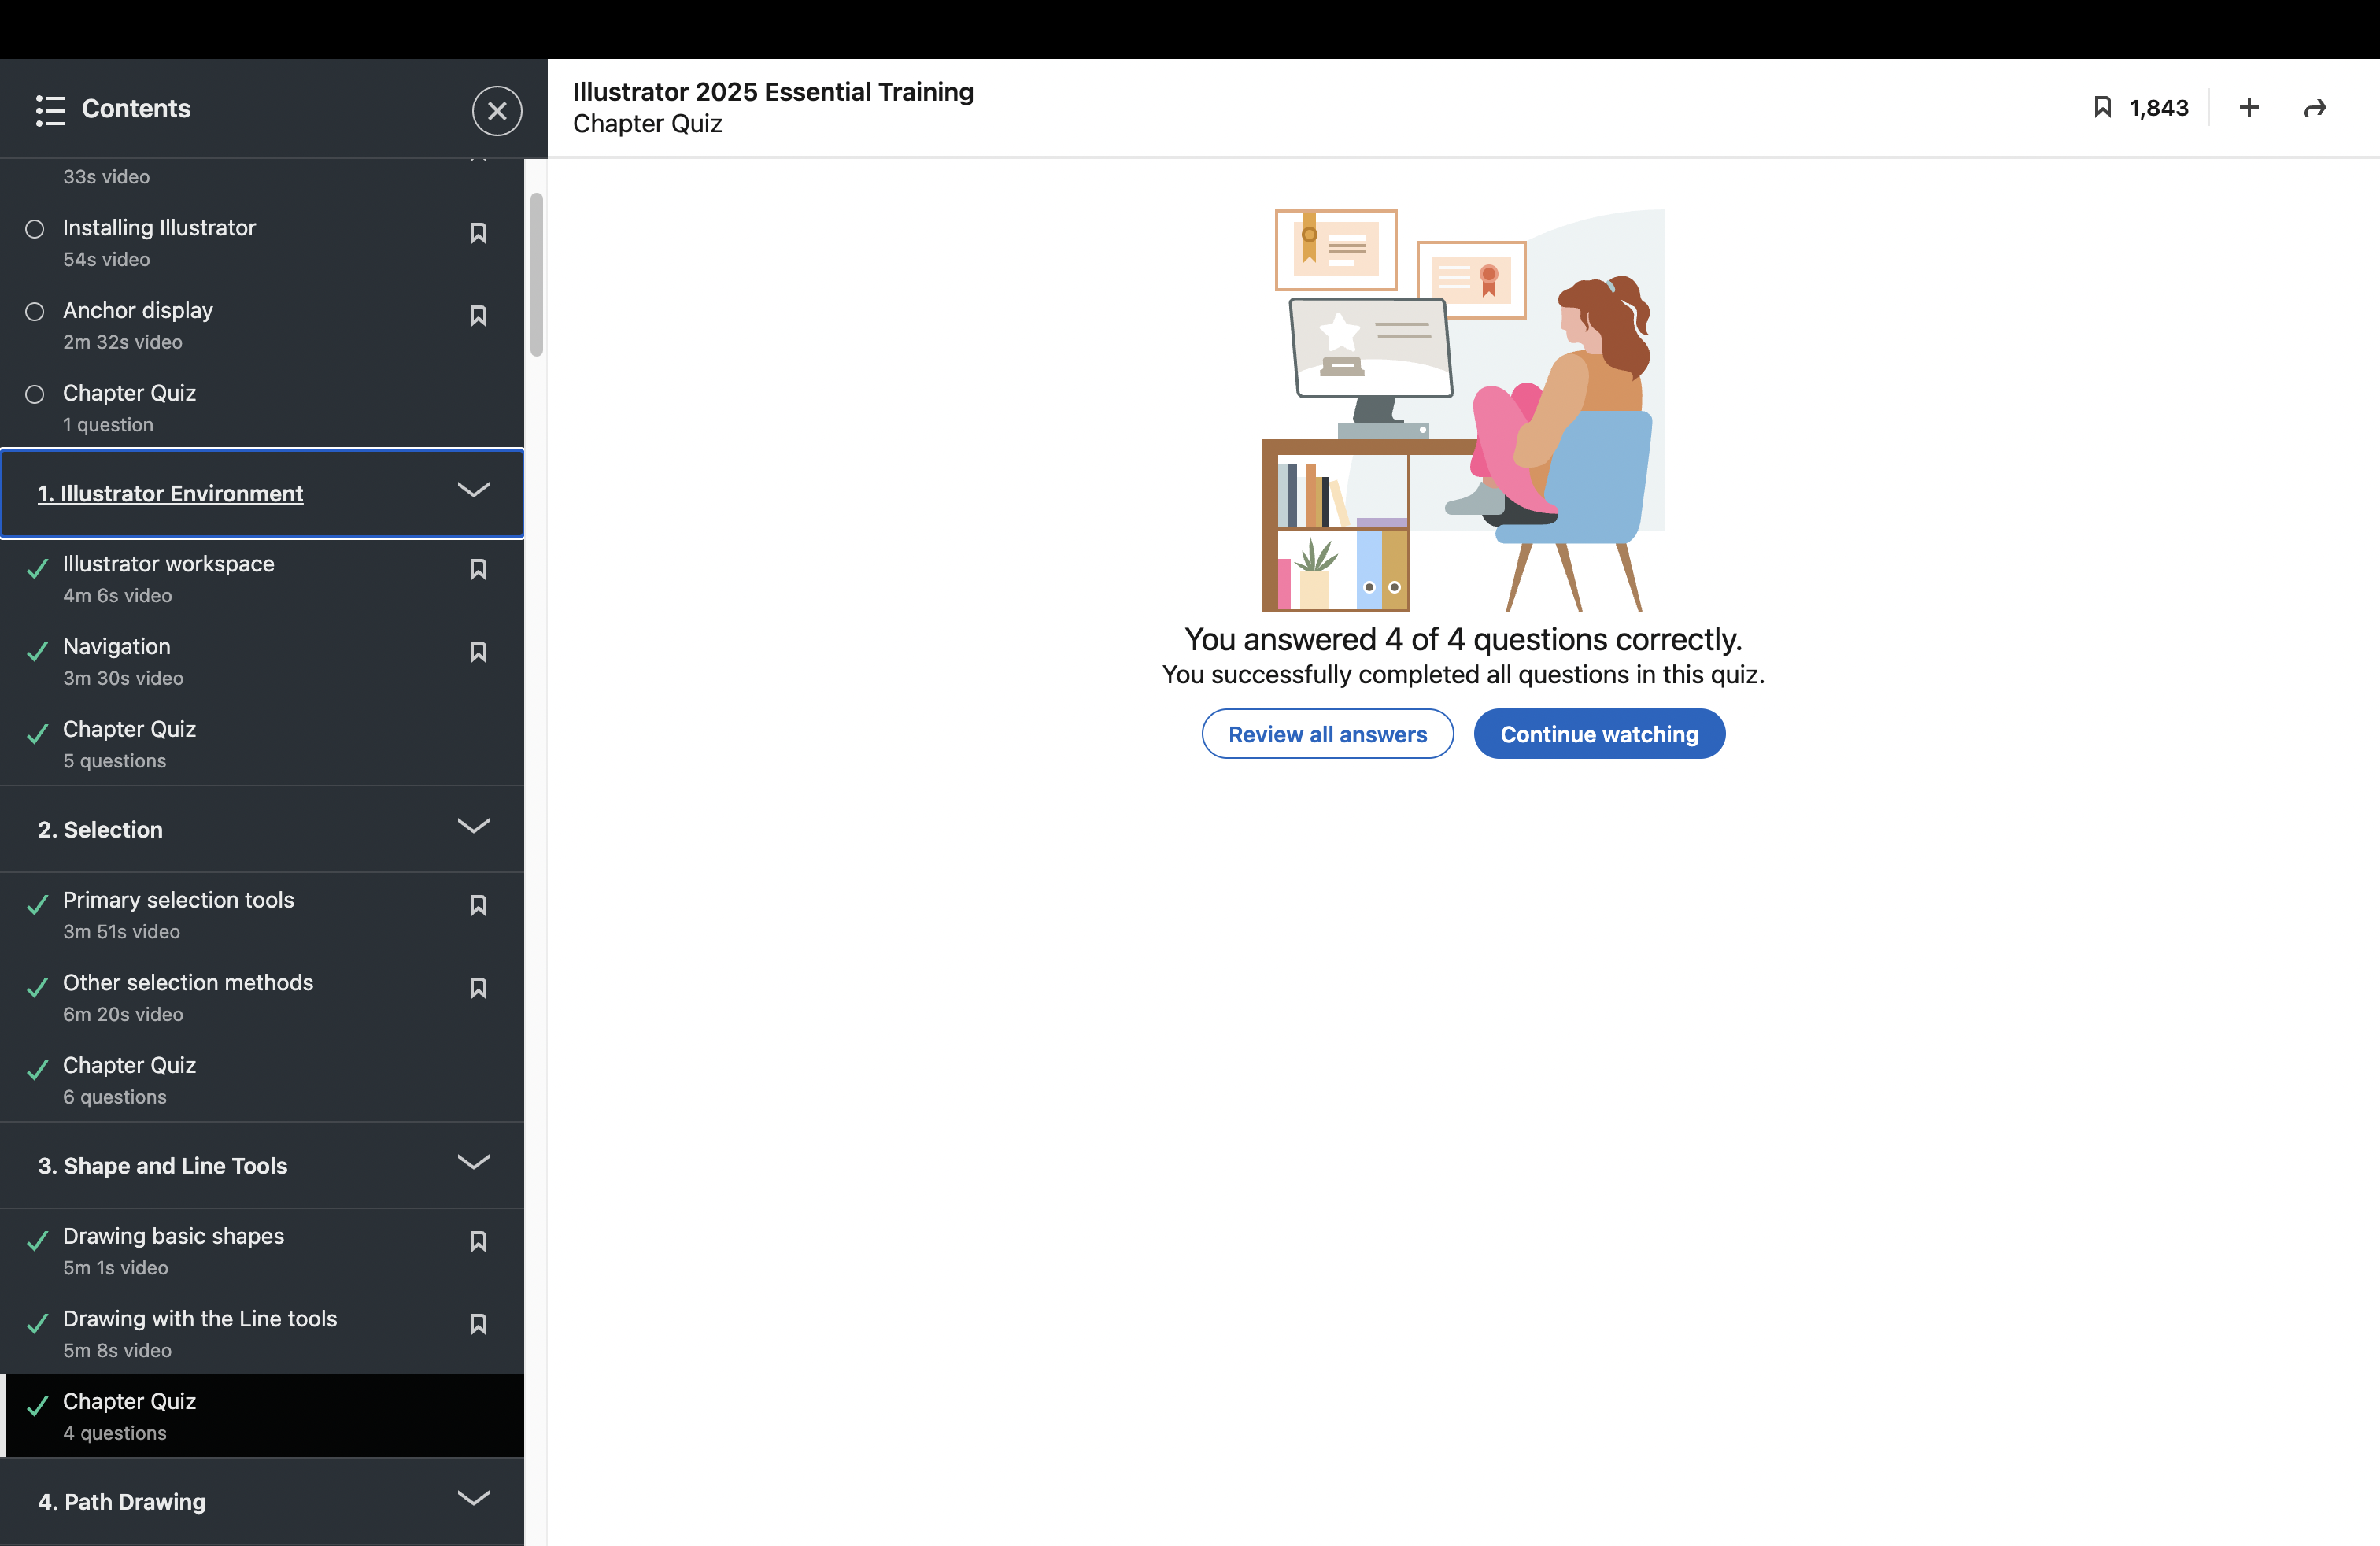 Contents
33s video
Installing Illustrator
54s video
Anchor display
2m 32s video
Chapter Quiz
1 question
1. Illustrator Environment
Illustrator workspace
4m 6s video
Navigation
3m 30s video
Chapter Quiz
5 questions
2. Selection
Primary selection tools
3m 51s video
Other selection methods
6m 20s video
Chapter Quiz
6 questions
3. Shape and Line Tools
Drawing basic shapes
5m 1s video
Drawing with the Line tools
5m 8s video
Chapter Quiz
4 questions
4. Path Drawing
Illustrator 2025 Essential Training
Chapter Quiz
1,843
You answered 4 of 4 questions correctly.
You successfully completed all questions in this quiz.
Review all answers
Continue watching